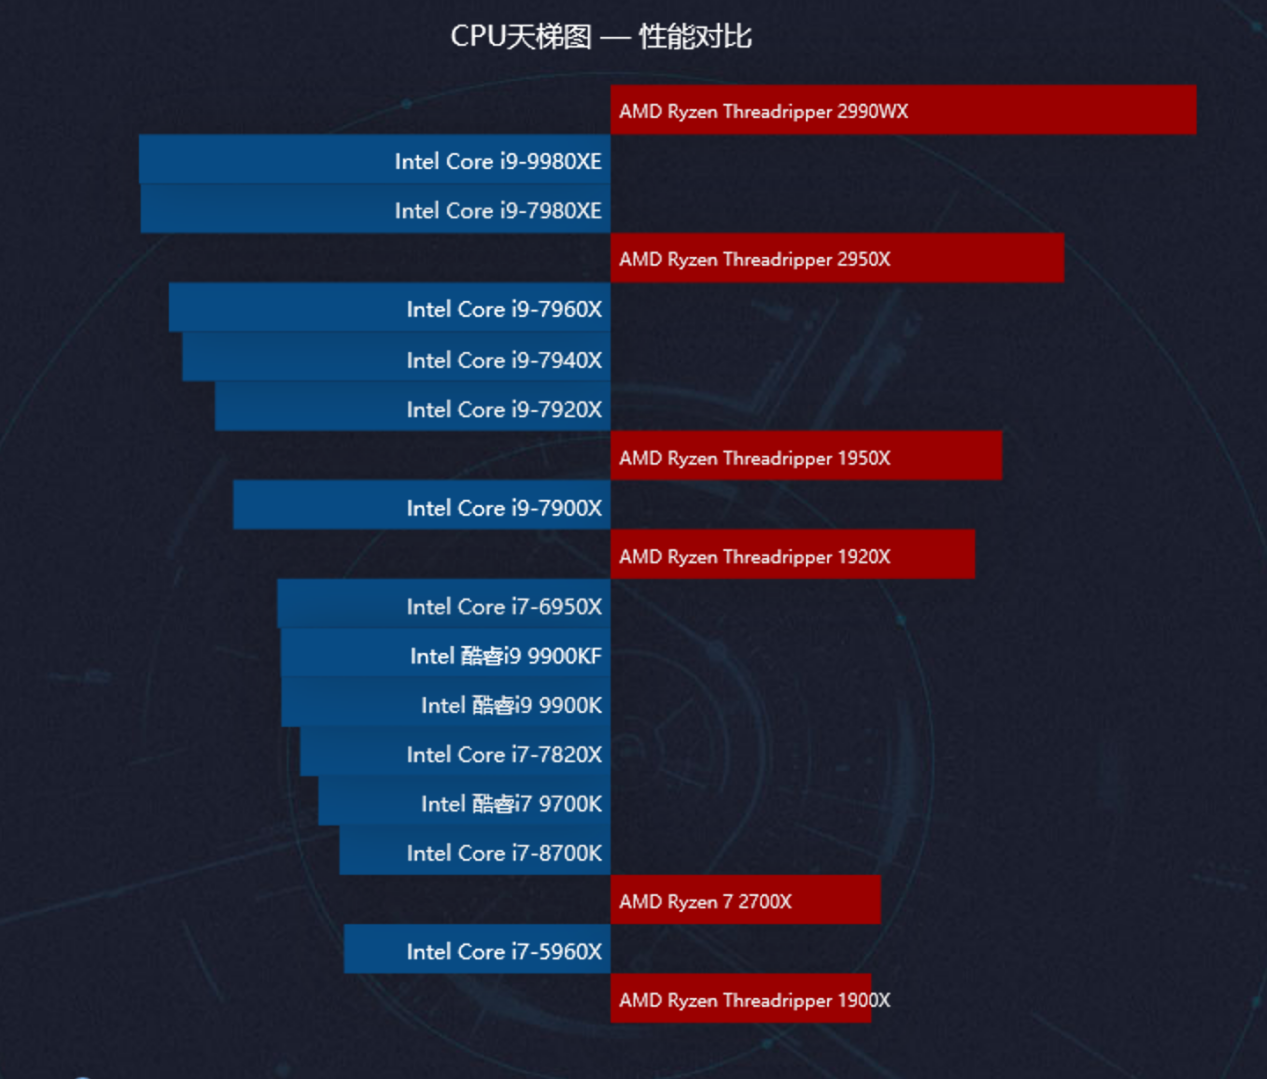 CPU天梯图 — 性能对比
AMD Ryzen Threadripper 2990WX
Intel Core i9-9980XE
Intel Core i9-7980XE
AMD Ryzen Threadripper 2950X
Intel Core i9-7960X
Intel Core i9-7940X
Intel Core i9-7920X
AMD Ryzen Threadripper 1950X
Intel Core i9-7900X
AMD Ryzen Threadripper 1920X
Intel Core i7-6950X
Intel 酷睿i9 9900KF
Intel 酷睿i9 9900K
Intel Core i7-7820X
Intel 酷睿i7 9700K
Intel Core i7-8700K
AMD Ryzen 7 2700X
Intel Core i7-5960X
AMD Ryzen Threadripper 1900X